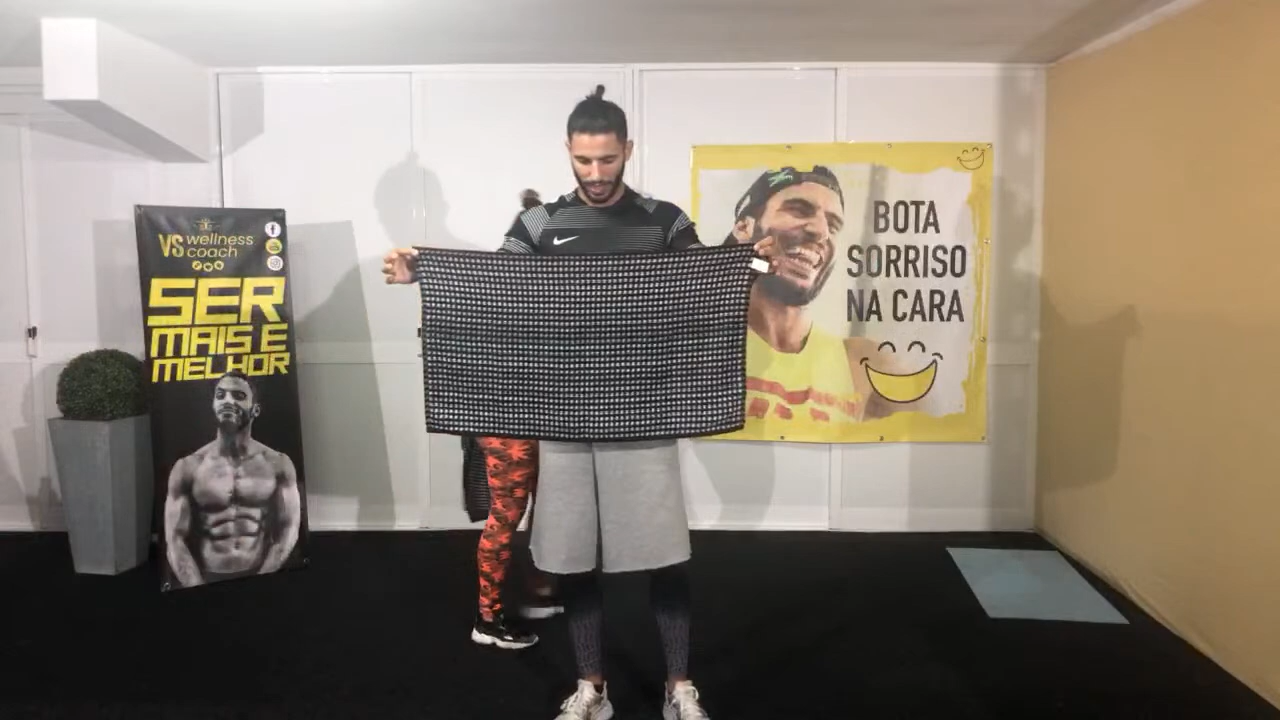 VS wellness
coach
SER
MAIS E
MELHOR
BOTA
SORRISO
NA CARA